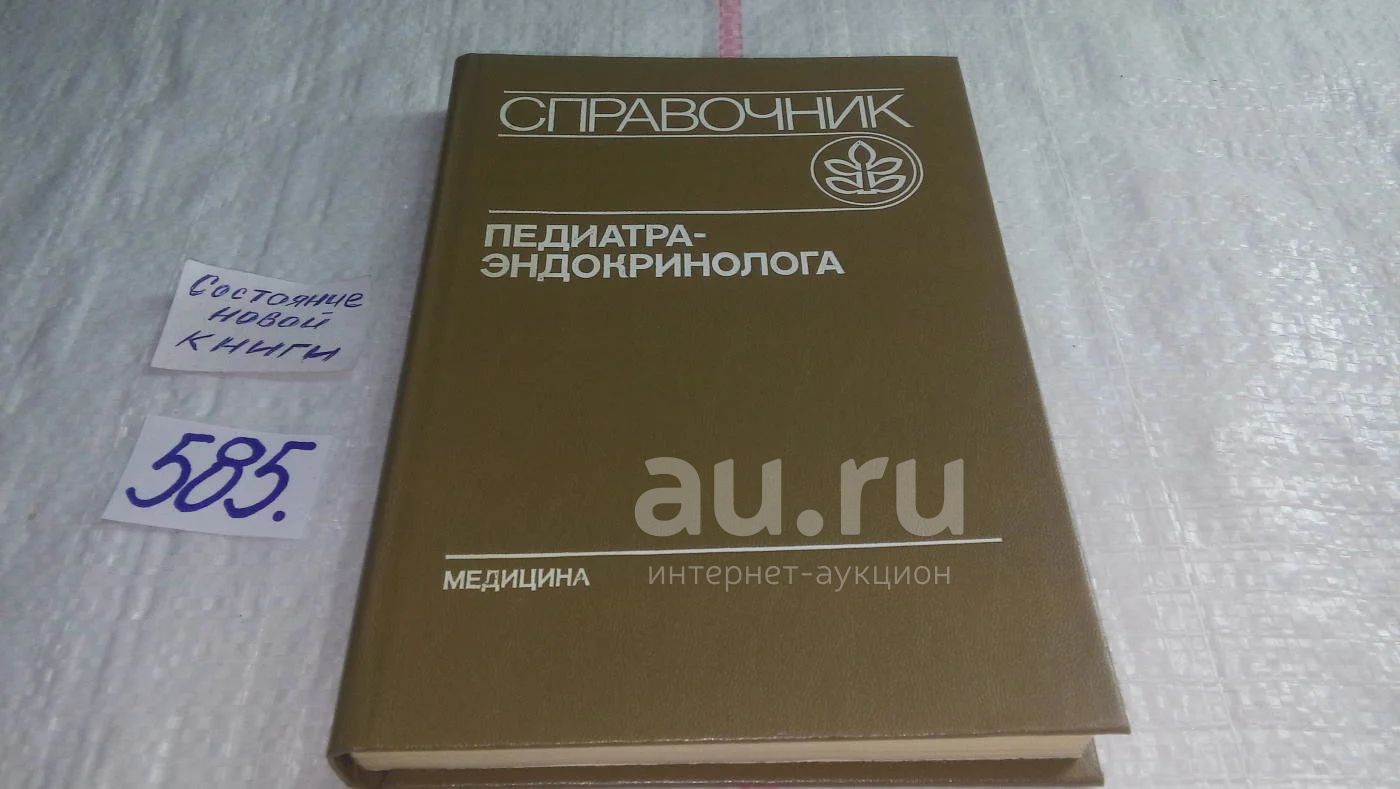 СПРАВОЧНИК
ПЕДИАТРА-
ЭНДОКРИНОЛОГА
Состояние
новой
книги
585.
au.ru
интернет-аукцион
МЕДИЦИНА